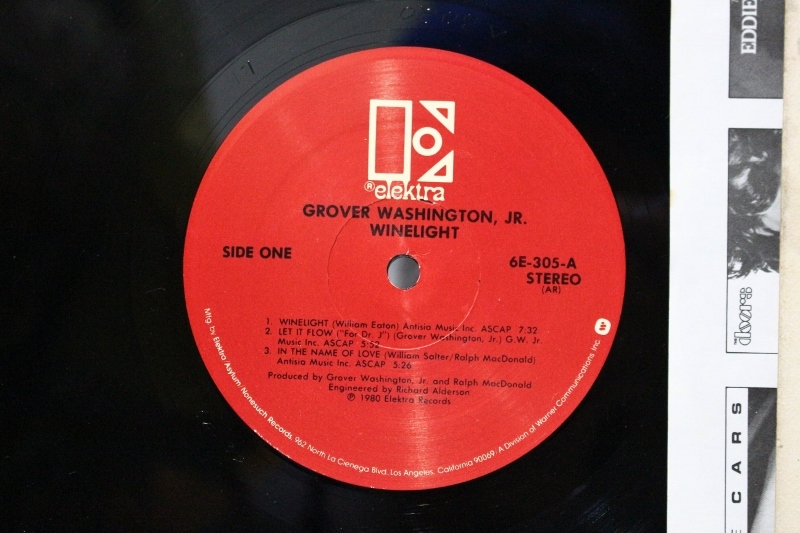 ® elektra
GROVER WASHINGTON, JR.
WINELIGHT
SIDE ONE
6E-305-A
STEREO
(AR)
1. WINELIGHT (William Eaton) Antisia Music Inc. ASCAP 7:32
2. LET IT FLOW ("For Dr. J") (Grover Washington, Jr.) G.W. Jr.
Music Inc. ASCAP 5:52
3. IN THE NAME OF LOVE (William Salter/Ralph MacDonald)
Antisia Music Inc. ASCAP 5:26
Produced by Grover Washington, Jr. and Ralph MacDonald
Engineered by Richard Alderson
℗ 1980 Elektra Records
Mfg. by Elektra/Asylum/Nonesuch Records, 962 North La Cienega Blvd., Los Angeles, California 90069. A Division of Warner Communications Inc.
EDDIE
the doors
CARS